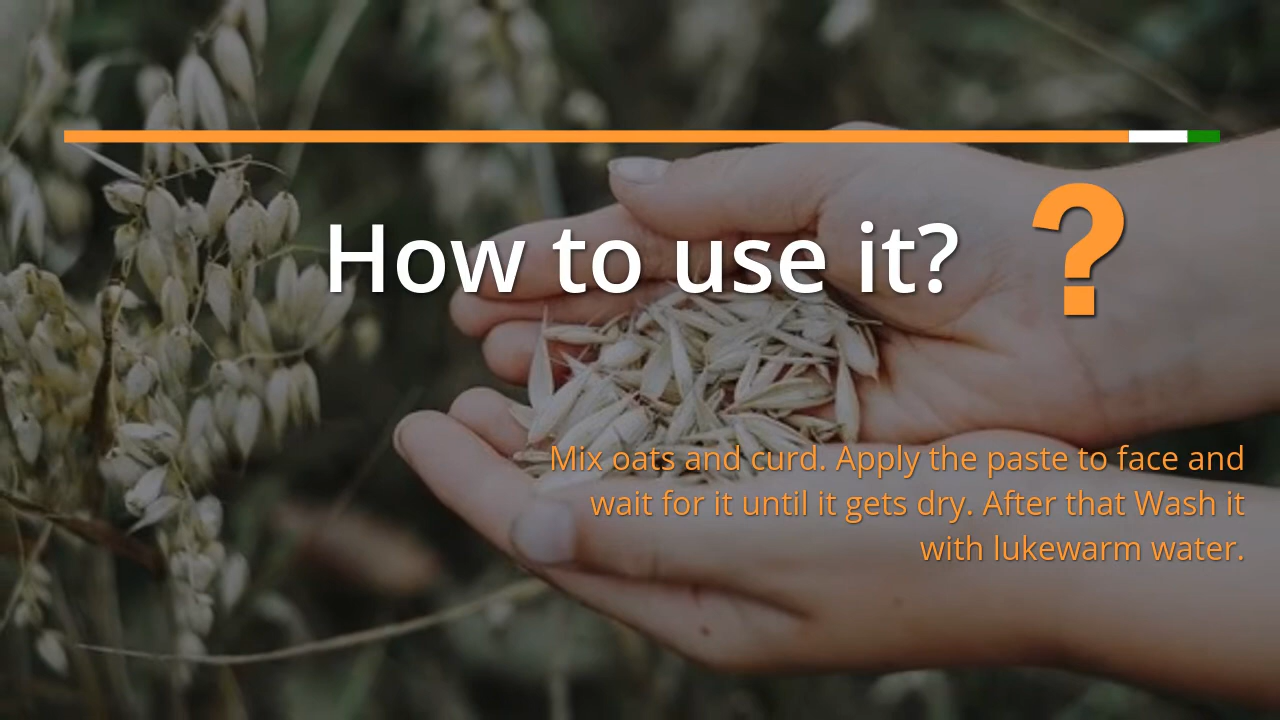 How to use it?
?
Mix oats and curd. Apply the paste to face and
wait for it until it gets dry. After that Wash it
with lukewarm water.